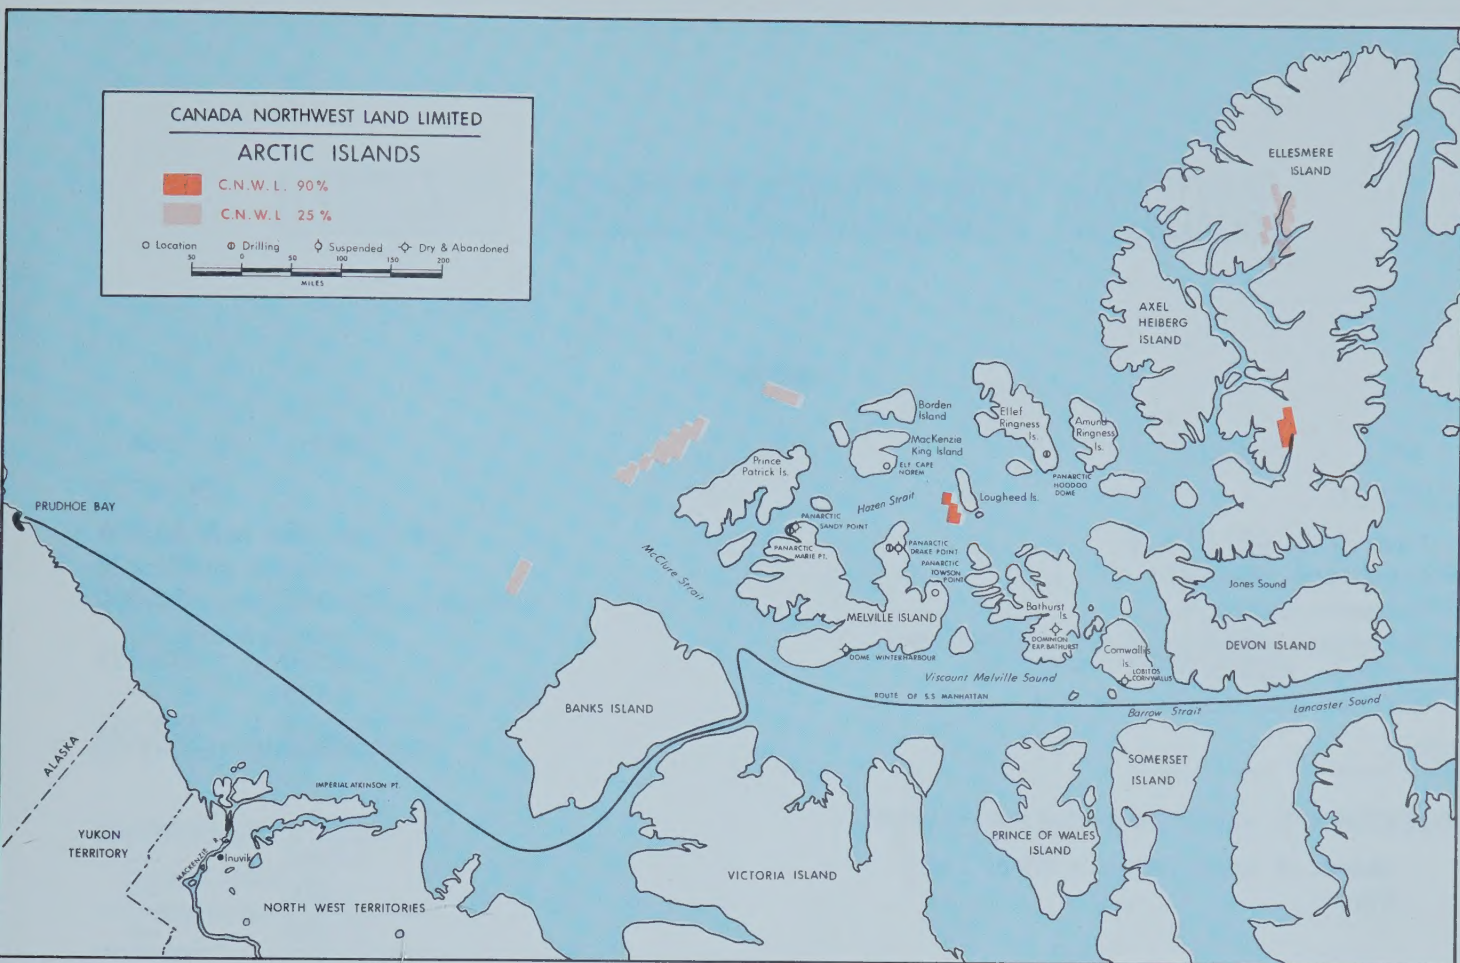 CANADA NORTHWEST LAND LIMITED
ARCTIC ISLANDS
C.N.W.L. 90%
C.N.W.L 25%
Location
Drilling
Suspended
Dry & Abandoned
50 0 50 100 150 200
MILES
ELLESMERE
ISLAND
AXEL
HEIBERG
ISLAND
Borden
Island
Ellef
Ringness
Is.
Amund
Ringness
Is.
MacKenzie
King Island
ELF CAPE
NOREM
Prince
Patrick Is.
PANARCTIC
HOODOO
DOME
Lougheed Is.
Hazen Strait
PRUDHOE BAY
PANARCTIC
SANDY POINT
PANARCTIC
MARIE PT.
PANARCTIC
DRAKE POINT
PANARCTIC
TOWSON
POINT
McClure Strait
Jones Sound
Bathurst
Is.
MELVILLE ISLAND
DOMINION
EXP. BATHURST
DEVON ISLAND
Cornwallis
Is.
DOME WINTERHARBOUR
LOBITOS
CORNWALLIS
Viscount Melville Sound
ROUTE OF S.S. MANHATTAN
Barrow Strait
Lancaster Sound
BANKS ISLAND
ALASKA
SOMERSET
ISLAND
IMPERIAL ATKINSON PT.
YUKON
TERRITORY
PRINCE OF WALES
ISLAND
MACKENZIE R.
Inuvik
VICTORIA ISLAND
NORTH WEST TERRITORIES